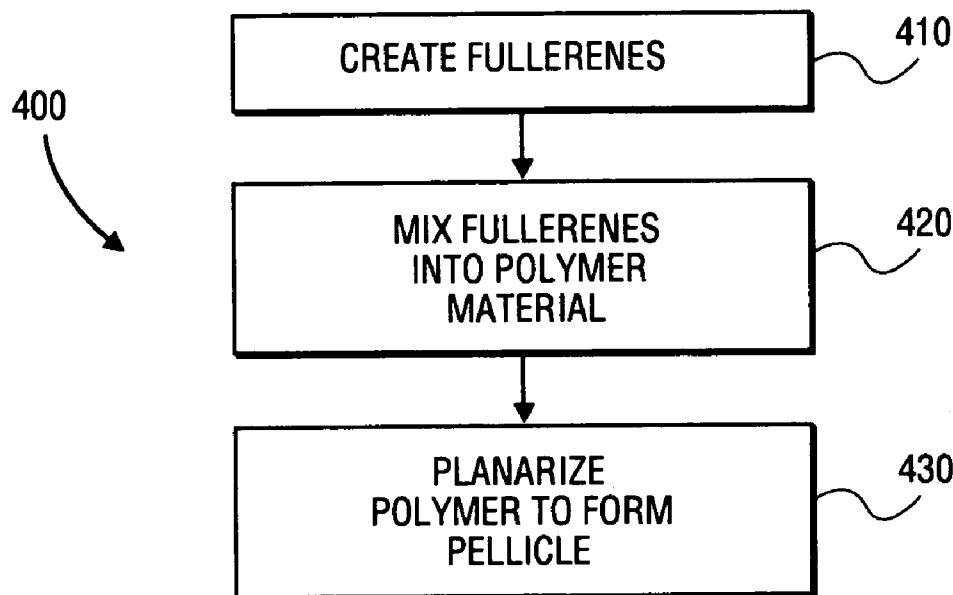 400
CREATE FULLERENES
410
MIX FULLERENES
INTO POLYMER
MATERIAL
420
PLANARIZE
POLYMER TO FORM
PELLICLE
430